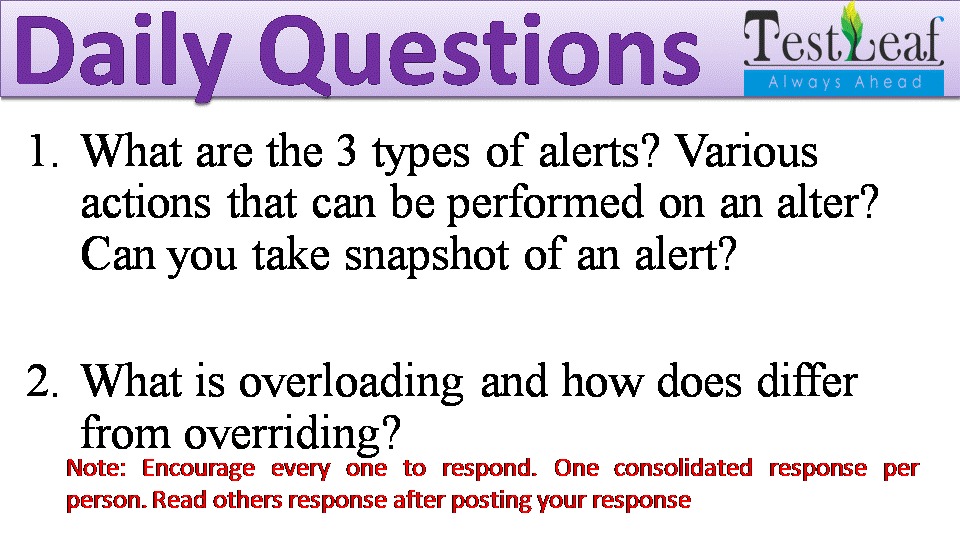 Daily Questions
TestLeaf
Always Ahead
1. What are the 3 types of alerts? Various
actions that can be performed on an alter?
Can you take snapshot of an alert?
2. What is overloading and how does differ
from overriding?
Note: Encourage every one to respond. One consolidated response per
person. Read others response after posting your response